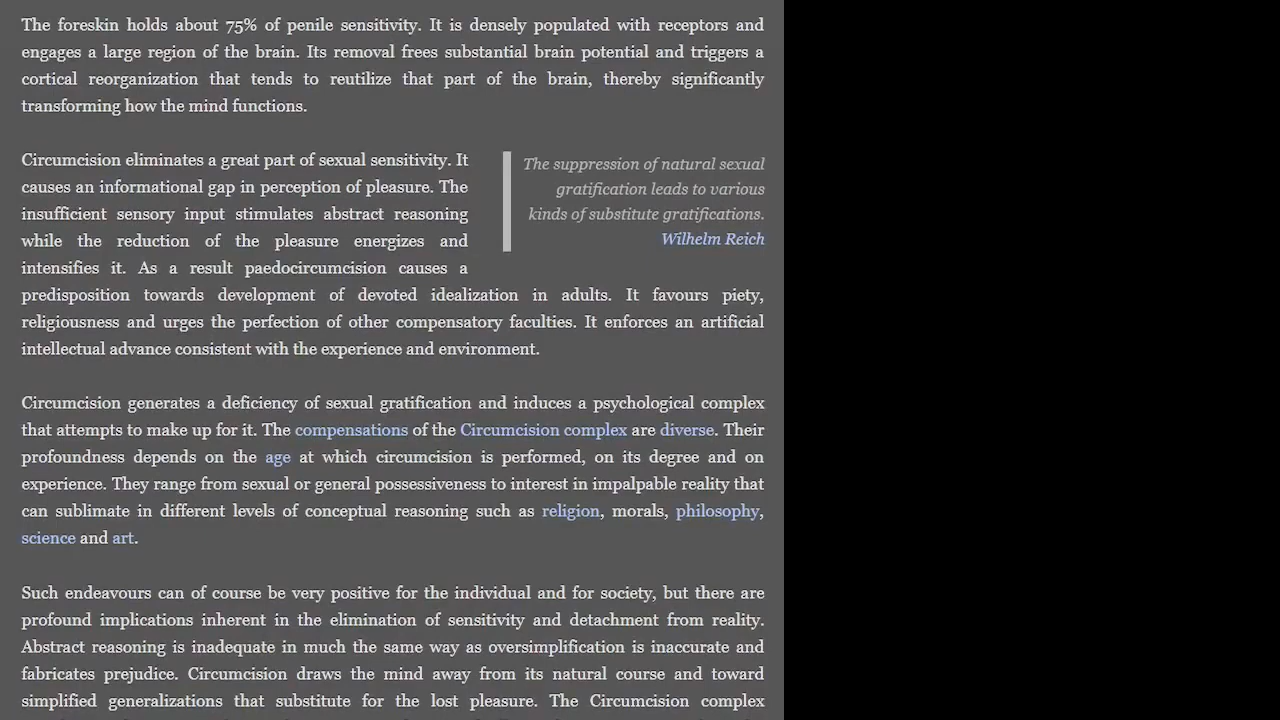 The foreskin holds about 75% of penile sensitivity. It is densely populated with receptors and
engages a large region of the brain. Its removal frees substantial brain potential and triggers a
cortical reorganization that tends to reutilize that part of the brain, thereby significantly
transforming how the mind functions.
Circumcision eliminates a great part of sexual sensitivity. It
causes an informational gap in perception of pleasure. The
insufficient sensory input stimulates abstract reasoning
while the reduction of the pleasure energizes and
intensifies it. As a result paedocircumcision causes a
predisposition towards development of devoted idealization in adults. It favours piety,
religiousness and urges the perfection of other compensatory faculties. It enforces an artificial
intellectual advance consistent with the experience and environment.
The suppression of natural sexual
gratification leads to various
kinds of substitute gratifications.
Wilhelm Reich
Circumcision generates a deficiency of sexual gratification and induces a psychological complex
that attempts to make up for it. The compensations of the Circumcision complex are diverse. Their
profoundness depends on the age at which circumcision is performed, on its degree and on
experience. They range from sexual or general possessiveness to interest in impalpable reality that
can sublimate in different levels of conceptual reasoning such as religion, morals, philosophy,
science and art.
Such endeavours can of course be very positive for the individual and for society, but there are
profound implications inherent in the elimination of sensitivity and detachment from reality.
Abstract reasoning is inadequate in much the same way as oversimplification is inaccurate and
fabricates prejudice. Circumcision draws the mind away from its natural course and toward
simplified generalizations that substitute for the lost pleasure. The Circumcision complex